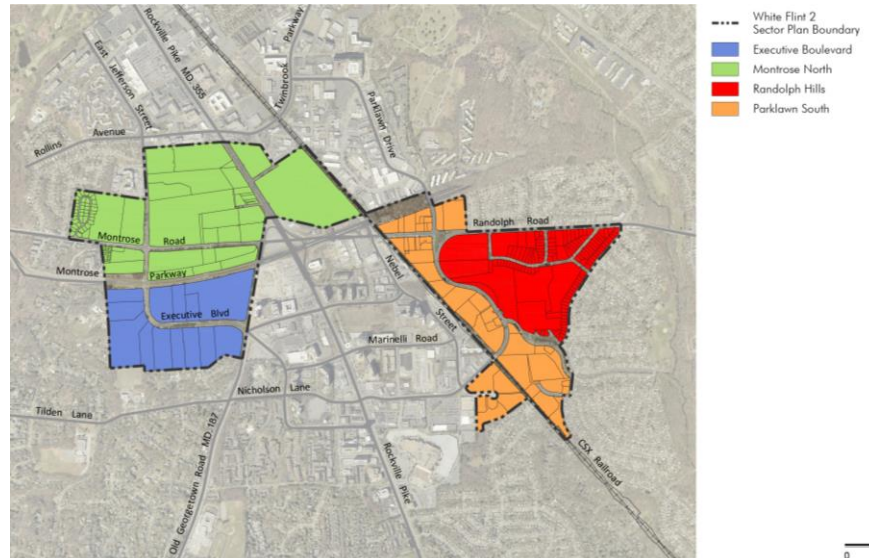 White Flint 2
Sector Plan Boundary
Executive Boulevard
Montrose North
Randolph Hills
Parklawn South
Rockville Pike MD.355
East Jefferson
Street
Twinbrook Parkway
Parklawn Drive
Rollins Avenue
Randolph Road
Montrose Road
Montrose Parkway
Nebel Street
Executive Blvd
Marinelli Road
Nicholson Lane
Tilden Lane
Old Georgetown Road MD.187
Rockville
Pike
CSX Railroad
0